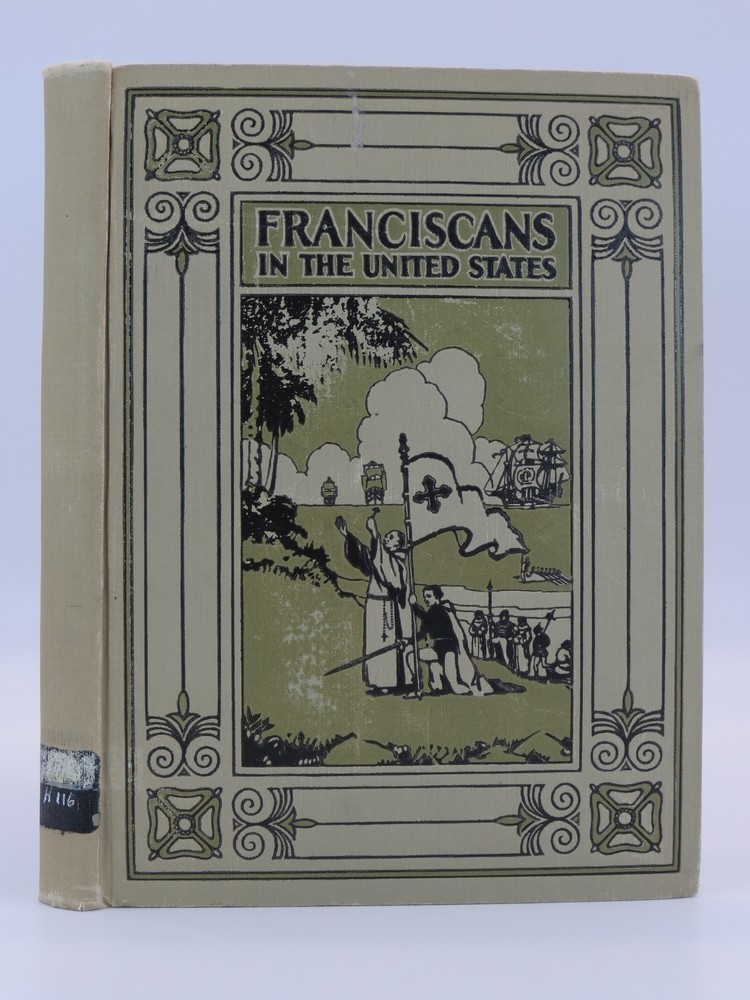 FRANCISCANS
IN THE UNITED STATES
H 116